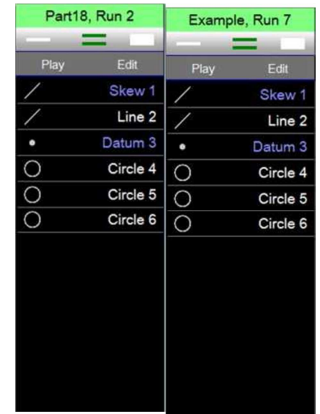 Part18, Run 2
Play Edit
Skew 1
Line 2
Datum 3
Circle 4
Circle 5
Circle 6
Example, Run 7
Play Edit
Skew 1
Line 2
Datum 3
Circle 4
Circle 5
Circle 6